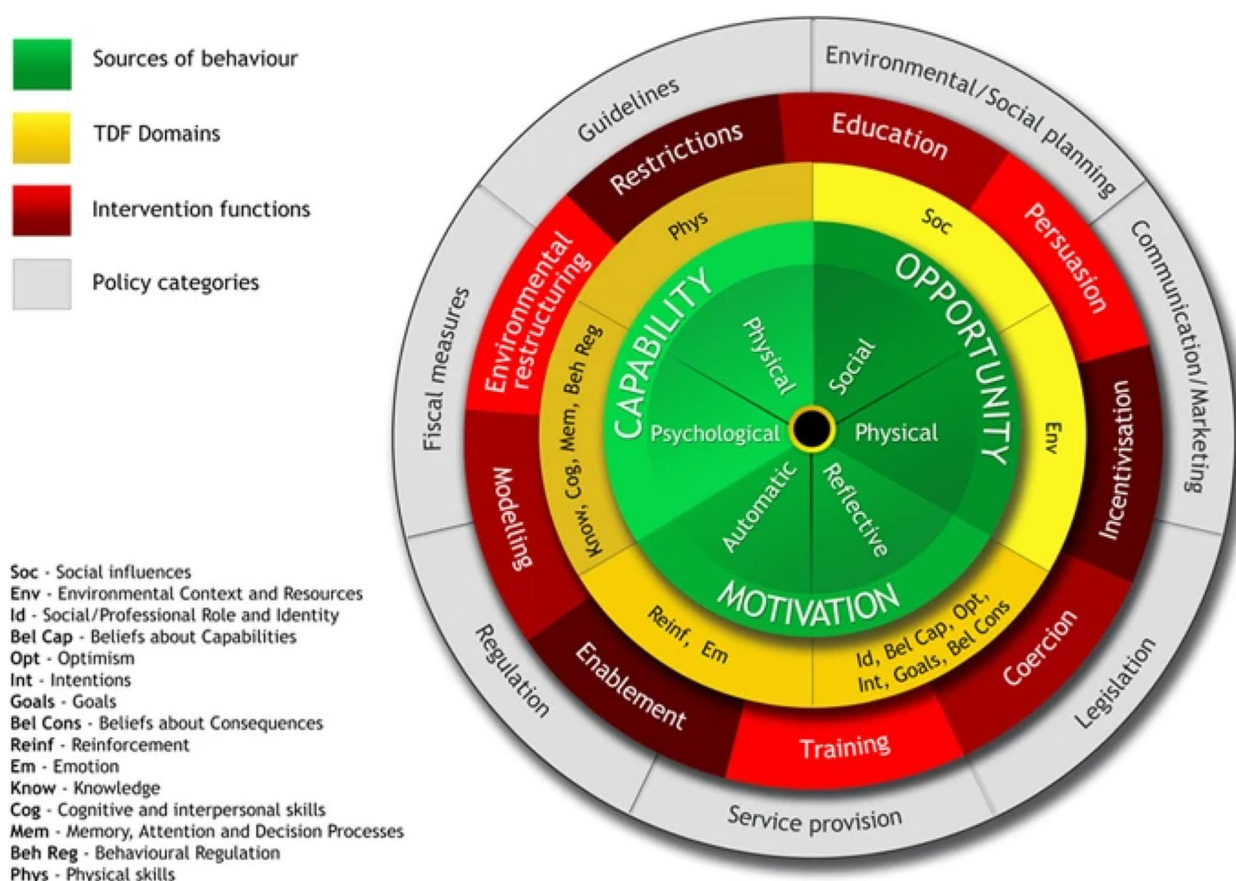 Sources of behaviour
TDF Domains
Intervention functions
Policy categories
Soc - Social influences
Env - Environmental Context and Resources
Id - Social/Professional Role and Identity
Bel Cap - Beliefs about Capabilities
Opt - Optimism
Int - Intentions
Goals - Goals
Bel Cons - Beliefs about Consequences
Reinf - Reinforcement
Em - Emotion
Know - Knowledge
Cog - Cognitive and interpersonal skills
Mem - Memory, Attention and Decision Processes
Beh Reg - Behavioural Regulation
Phys - Physical skills
Guidelines
Environmental/Social planning
Communication/Marketing
Legislation
Service provision
Regulation
Fiscal measures
Restrictions
Education
Persuasion
Incentivisation
Coercion
Training
Enablement
Modelling
Environmental
restructuring
Phys
Soc
Env
Id, Bel Cap, Opt,
Int, Goals, Bel Cons
Reinf, Em
Know, Cog, Mem, Beh Reg
CAPABILITY
OPPORTUNITY
MOTIVATION
Physical
Social
Physical
Reflective
Automatic
Psychological